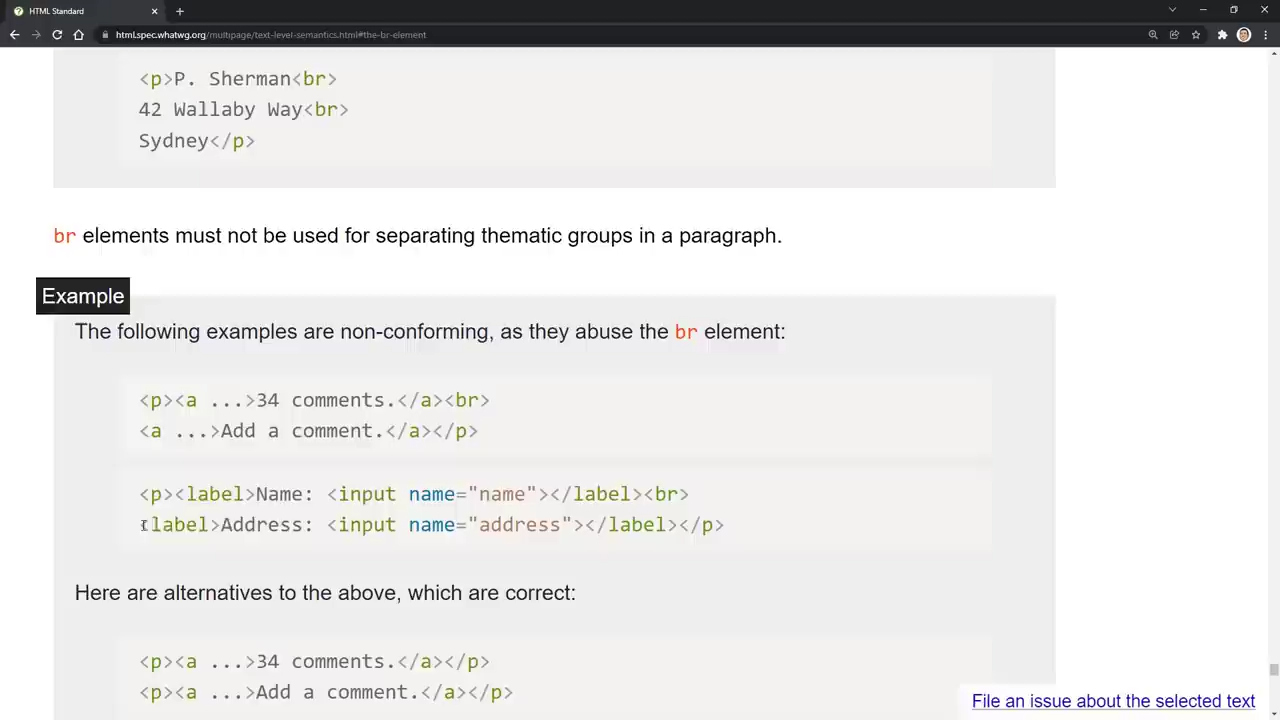 HTML Standard
html.spec.whatwg.org/multipage/text-level-semantics.html#the-br-element
<p>P. Sherman<br>
42 Wallaby Way<br>
Sydney</p>
br elements must not be used for separating thematic groups in a paragraph.
Example
The following examples are non-conforming, as they abuse the br element:
<p><a ...>34 comments.</a><br>
<a ...>Add a comment.</a></p>
<p><label>Name: <input name="name"></label><br>
<label>Address: <input name="address"></label></p>
Here are alternatives to the above, which are correct:
<p><a ...>34 comments.</a></p>
<p><a ...>Add a comment.</a></p>
File an issue about the selected text